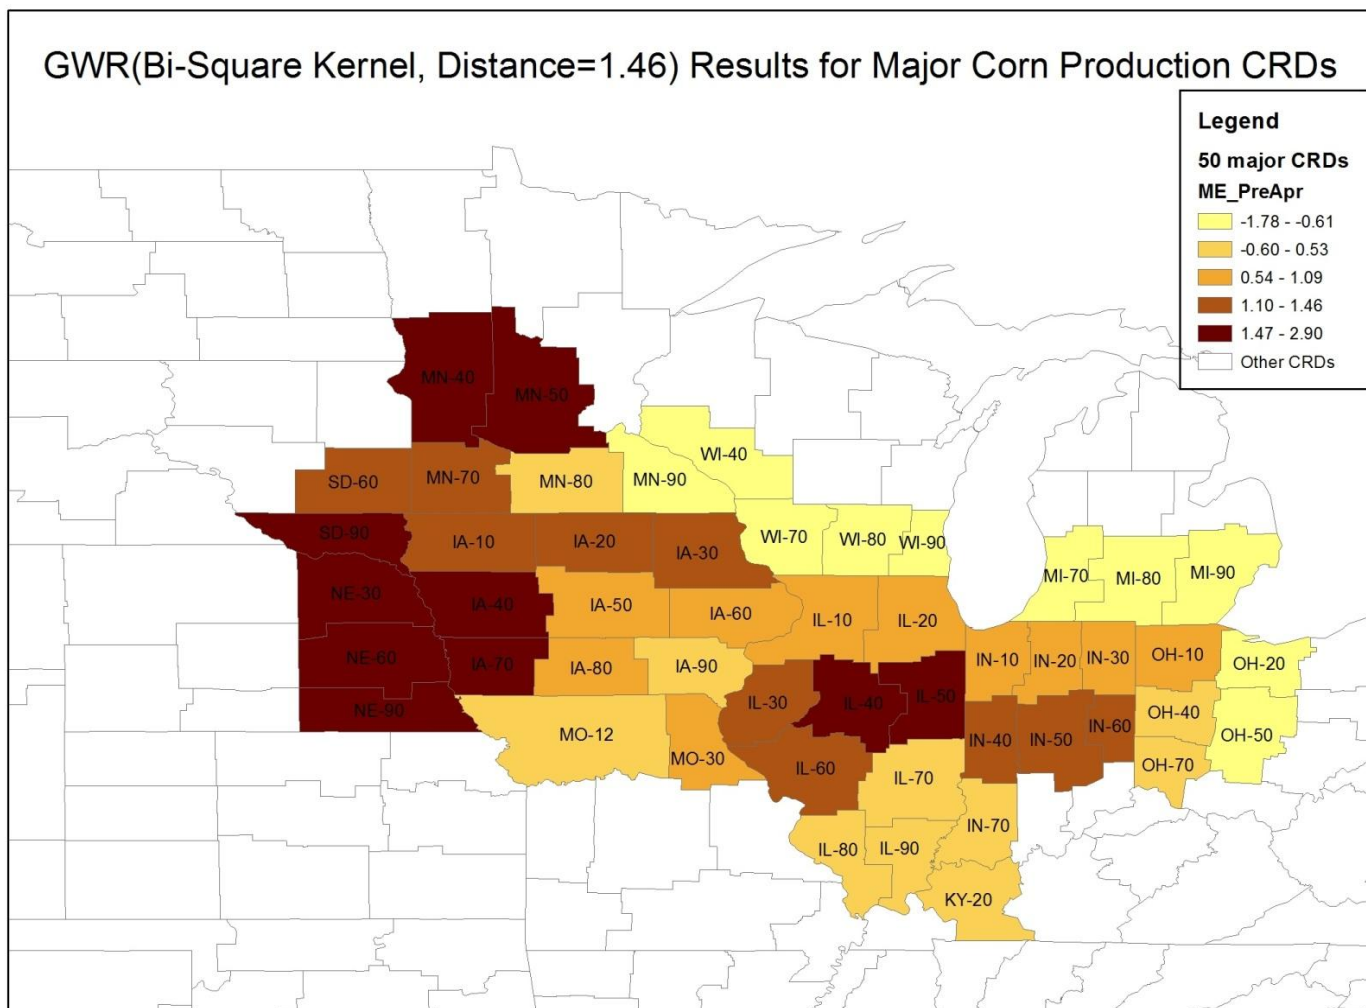 GWR(Bi-Square Kernel, Distance=1.46) Results for Major Corn Production CRDs
Legend
50 major CRDs
ME_PreApr
-1.78 - -0.61
-0.60 - 0.53
0.54 - 1.09
1.10 - 1.46
1.47 - 2.90
Other CRDs
MN-40
MN-50
WI-40
SD-60
MN-70
MN-80
MN-90
SD-90
IA-10
IA-20
IA-30
WI-70
WI-80
WI-90
MI-70
MI-80
MI-90
NE-30
IA-40
IA-50
IA-60
IL-10
IL-20
NE-60
IA-70
IA-80
IA-90
IN-10
IN-20
IN-30
OH-10
OH-20
NE-90
IL-30
IL-40
IL-50
MO-12
MO-30
IL-60
IN-40
IN-50
IN-60
OH-40
OH-50
IL-70
OH-70
IN-70
IL-80
IL-90
KY-20